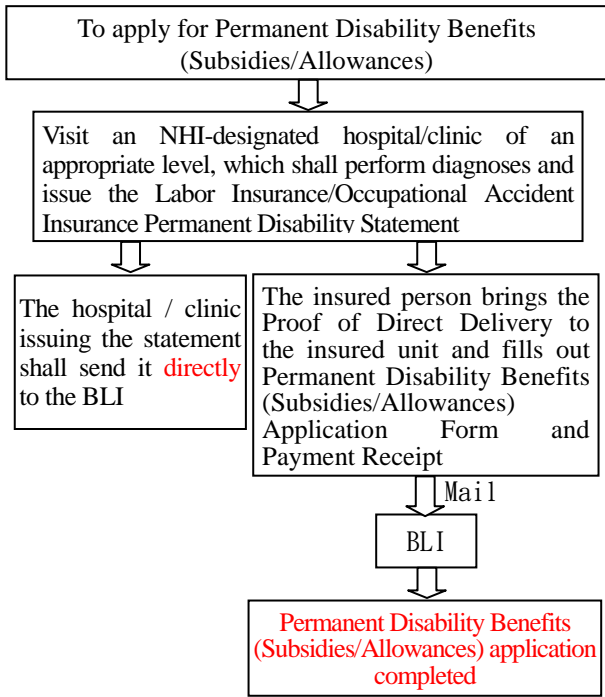 To apply for Permanent Disability Benefits
(Subsidies/Allowances)
Visit an NHI-designated hospital/clinic of an
appropriate level, which shall perform diagnoses and
issue the Labor Insurance/Occupational Accident
Insurance Permanent Disability Statement
The hospital / clinic
issuing the statement
shall send it directly
to the BLI
The insured person brings the
Proof of Direct Delivery to
the insured unit and fills out
Permanent Disability Benefits
(Subsidies/Allowances)
Application Form and
Payment Receipt
Mail
BLI
Permanent Disability Benefits
(Subsidies/Allowances) application
completed